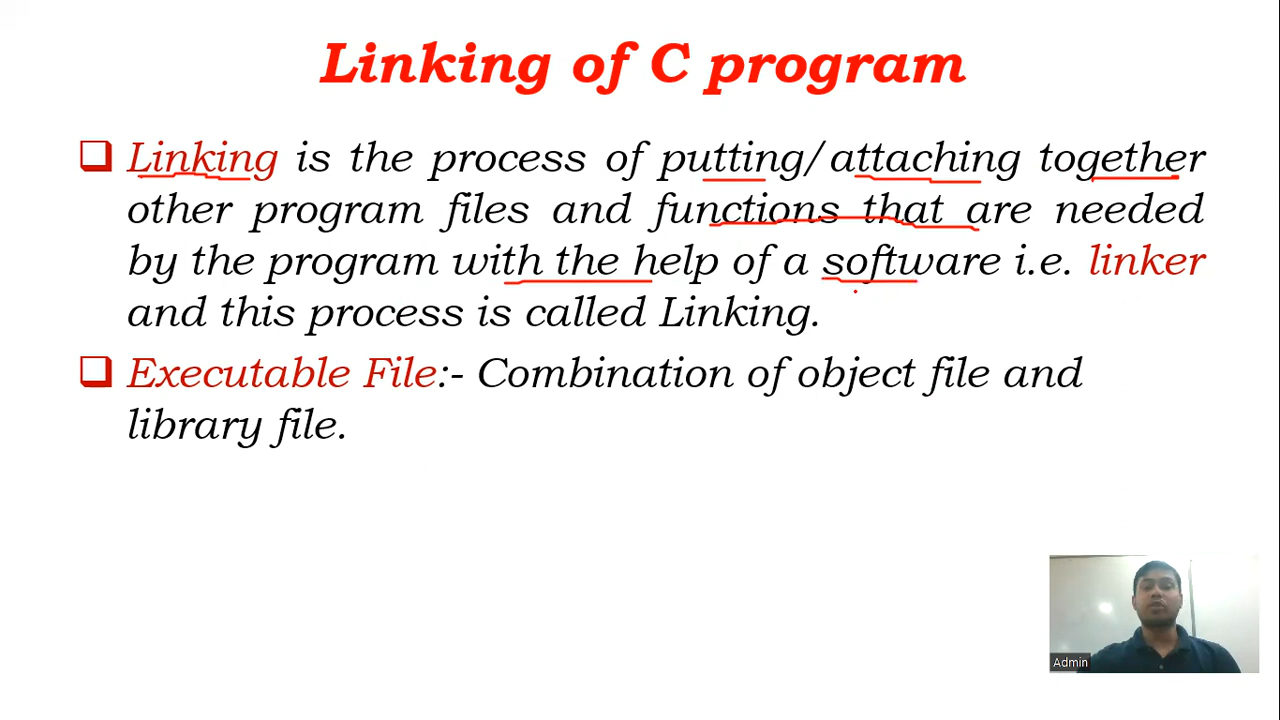 Linking of C program
Linking is the process of putting/attaching together
other program files and functions that are needed
by the program with the help of a software i.e. linker
and this process is called Linking.
Executable File:- Combination of object file and
library file.
Admin